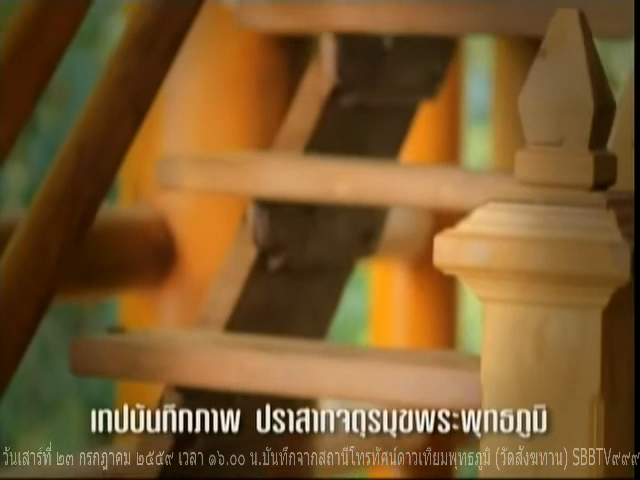 เทปบันทึกภาพ ปราสาทจตุรมุขพระพุทธภูมิ
วันเสาร์ที่ ๒๓ กรกฎาคม ๒๕๕๙ เวลา ๑๖.๐๐ น.บันทึกจากสถานีโทรทัศน์ดาวเทียมพุทธภูมิ (วัดสังฆทาน) SBBTV๙๙๙